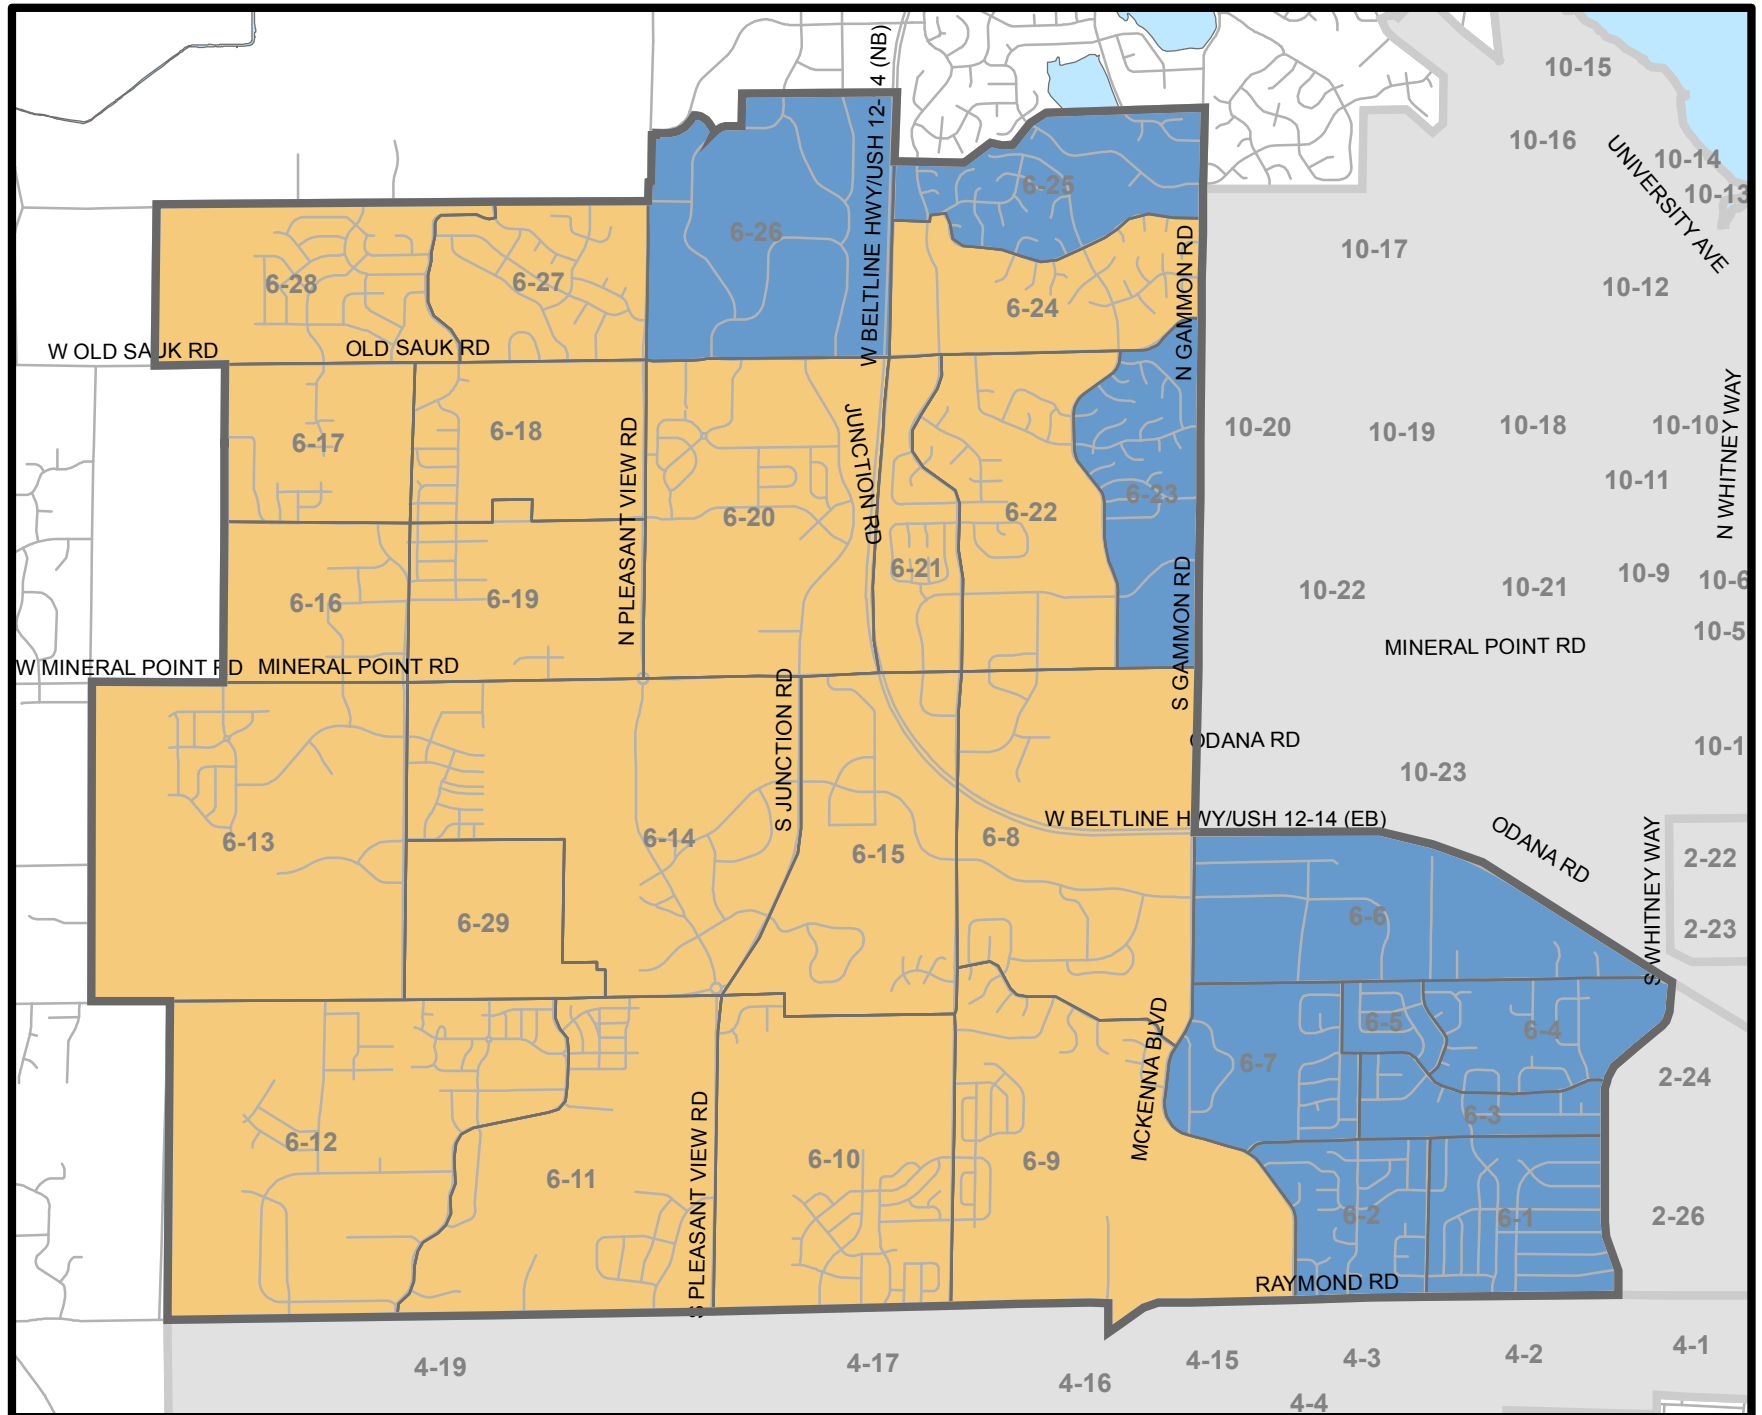 10-15
W BELTLINE HWY/USH 12- 4 (NB)
10-16
UNIVERSITY AVE
10-14
10-13
6-25
6-26
10-17
6-28
6-27
N GAMMON RD
10-12
6-24
W OLD SAUK RD
OLD SAUK RD
6-17
6-18
N PLEASANT VIEW RD
JUNCTION RD
10-20
10-19
10-18
10-10
N WHITNEY WAY
10-11
6-23
6-20
6-22
6-21
6-16
6-19
S GAMMON RD
10-22
10-21
10-9
10-6
10-5
MINERAL POINT RD
W MINERAL POINT RD
MINERAL POINT RD
S JUNCTION RD
ODANA RD
10-1
10-23
W BELTLINE HWY/USH 12-14 (EB)
6-13
6-14
6-15
6-8
ODANA RD
S WHITNEY WAY
2-22
6-29
6-6
2-23
6-5
6-4
6-7
MCKENNA BLVD
2-24
6-3
6-12
6-11
S PLEASANT VIEW RD
6-10
6-9
6-2
6-1
2-26
RAYMOND RD
4-19
4-17
4-16
4-15
4-3
4-2
4-1
4-4